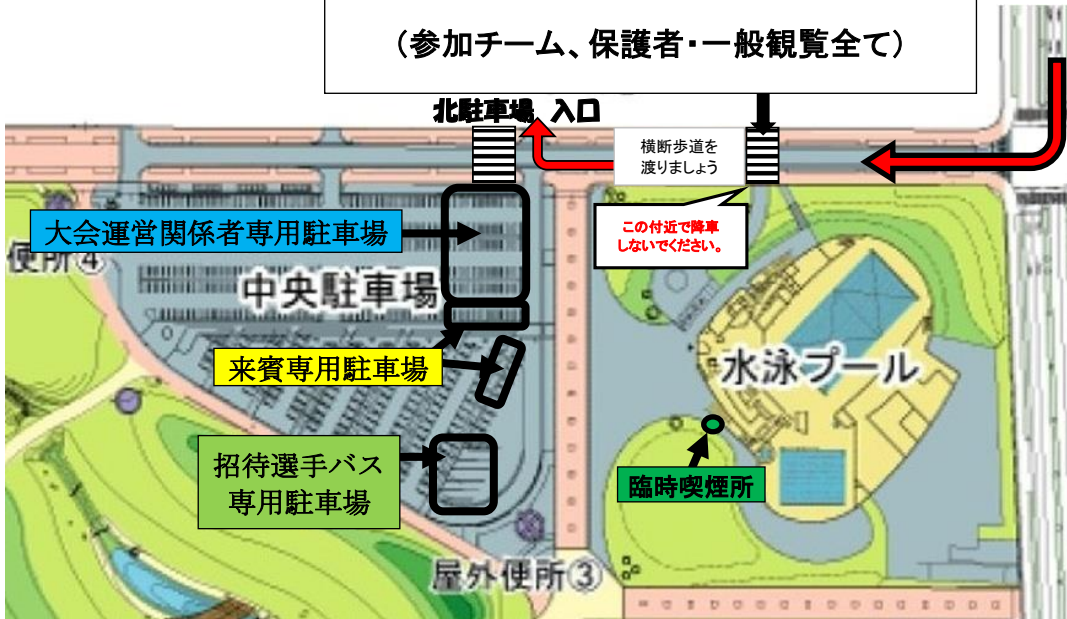 (参加チーム、保護者・一般観覧全て)
北駐車場 入口
横断歩道を
渡りましょう
この付近で降車
しないでください。
大会運営関係者専用駐車場
便所④
中央駐車場
来賓専用駐車場
水泳プール
招待選手バス
専用駐車場
臨時喫煙所
屋外便所③